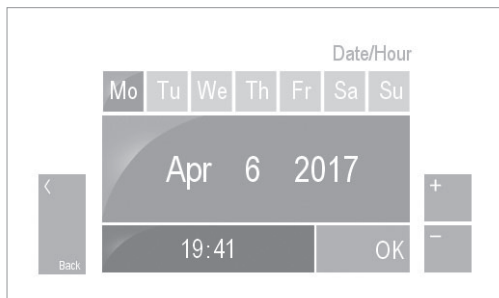 Date/Hour
Mo Tu We Th Fr Sa Su
Apr 6 2017
< +
19:41 OK −
Back